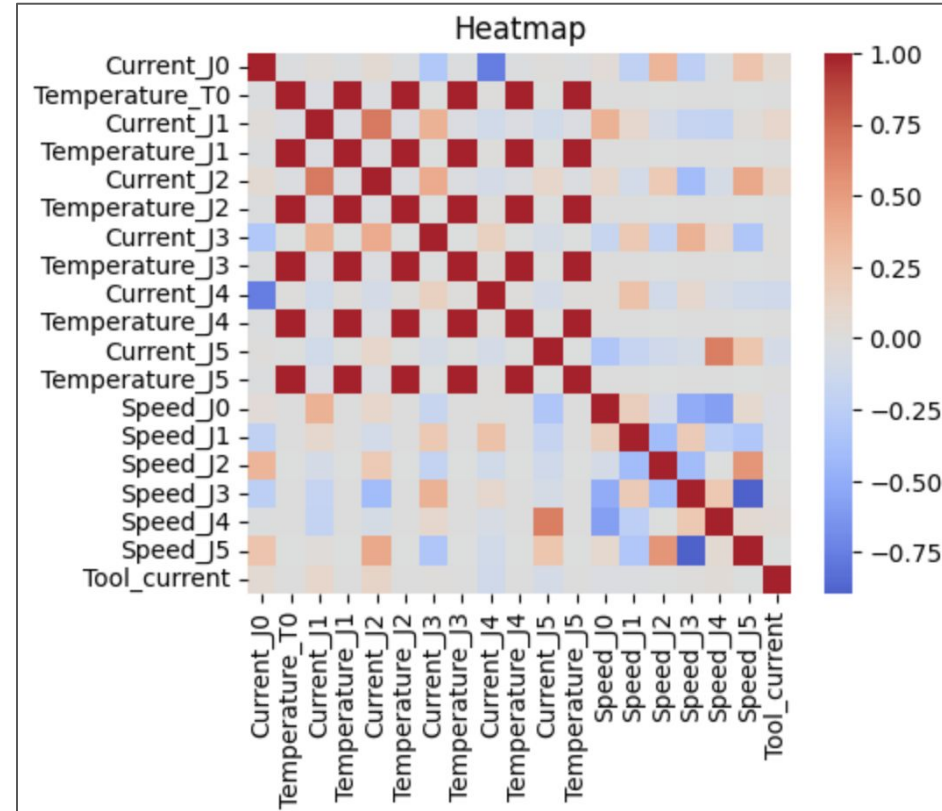 Heatmap
Current_J0
Temperature_T0
Current_J1
Temperature_J1
Current_J2
Temperature_J2
Current_J3
Temperature_J3
Current_J4
Temperature_J4
Current_J5
Temperature_J5
Speed_J0
Speed_J1
Speed_J2
Speed_J3
Speed_J4
Speed_J5
Tool_current
Current_J0
Temperature_T0
Current_J1
Temperature_J1
Current_J2
Temperature_J2
Current_J3
Temperature_J3
Current_J4
Temperature_J4
Current_J5
Temperature_J5
Speed_J0
Speed_J1
Speed_J2
Speed_J3
Speed_J4
Speed_J5
Tool_current
1.00
0.75
0.50
0.25
0.00
−0.25
−0.50
−0.75